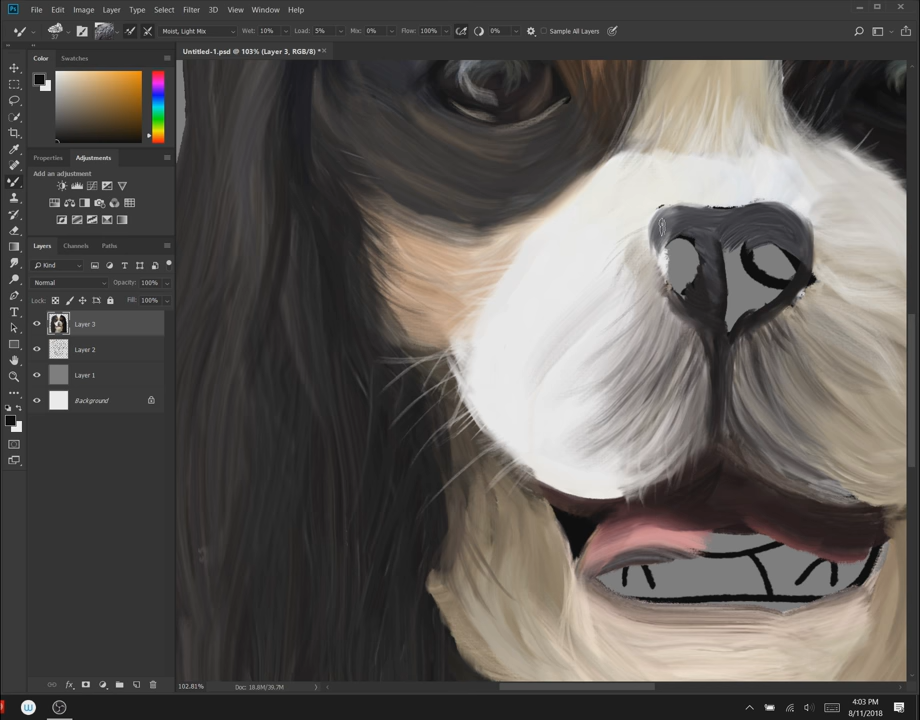 Ps File Edit Image Layer Type Select Filter 3D View Window Help
37 Moist, Light Mix Wet: 10% Load: 5% Mix: 0% Flow: 100% 0% Sample All Layers
Untitled-1.psd @ 103% (Layer 3, RGB/8) *
Color Swatches
Properties Adjustments
Add an adjustment
Layers Channels Paths
Kind
Normal Opacity: 100%
Lock: Fill: 100%
Layer 3
Layer 2
Layer 1
Background
fx
102.81% Doc: 18.8M/39.7M
4:03 PM
8/11/2018